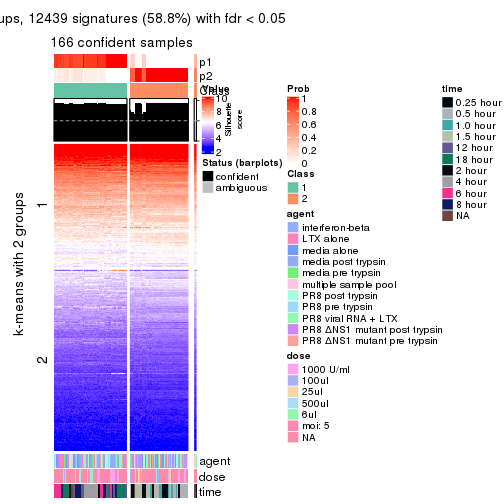 ups, 12439 signatures (58.8%) with fdr < 0.05
166 confident samples
p1
p2
Class
Value
10
8
6
4
2
Silhouette
score
Status (barplots)
confident
ambiguous
k-means with 2 groups
1
2
agent
dose
time
Prob
1
0.8
0.6
0.4
0.2
0
Class
1
2
agent
interferon-beta
LTX alone
media alone
media post trypsin
media pre trypsin
multiple sample pool
PR8 post trypsin
PR8 pre trypsin
PR8 viral RNA + LTX
PR8 ΔNS1 mutant post trypsin
PR8 ΔNS1 mutant pre trypsin
dose
1000 U/ml
100ul
25ul
500ul
6ul
moi: 5
NA
time
0.25 hour
0.5 hour
1.0 hour
1.5 hour
12 hour
18 hour
2 hour
4 hour
6 hour
8 hour
NA